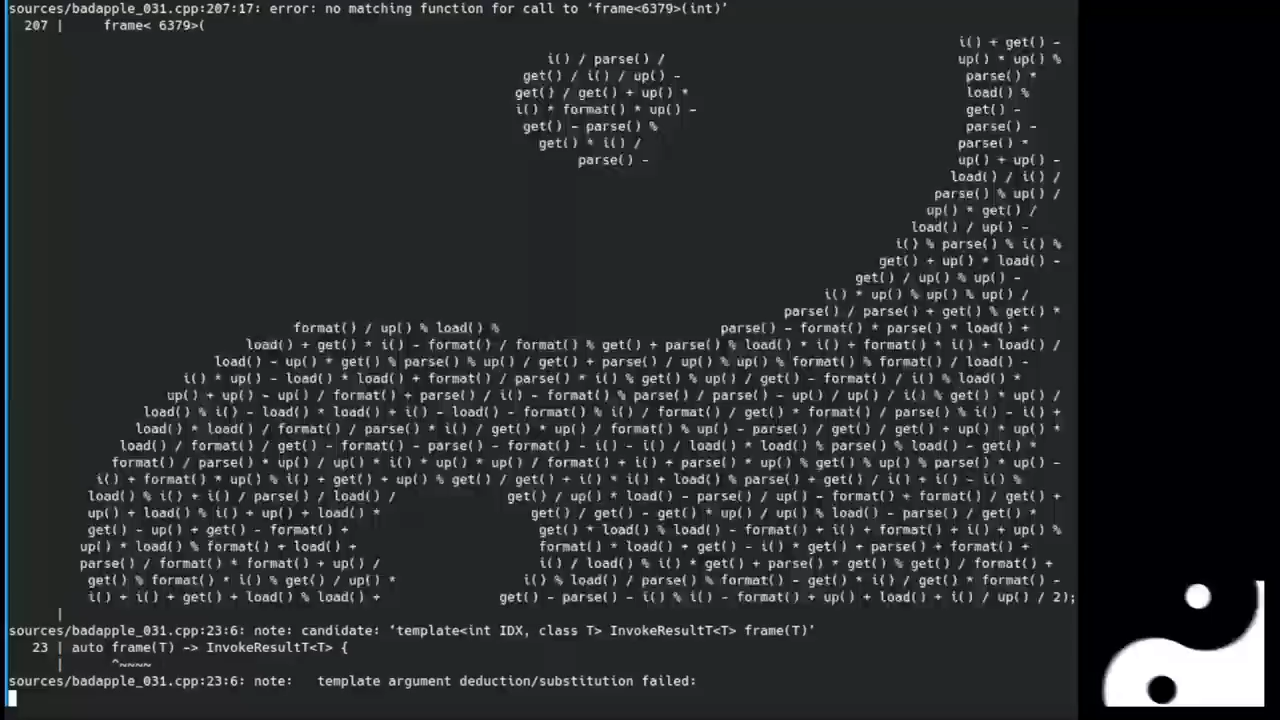 sources/badapple_031.cpp:207:17: error: no matching function for call to ‘frame<6379>(int)’
207 | frame< 6379>(
i() + get() -
i() / parse() / up() * up() %
get() / i() / up() - parse() *
get() / get() + up() * load() %
i() * format() * up() - get() -
get() - parse() % parse() -
get() * i() / parse() *
parse() - up() + up() -
load() / i() /
parse() % up() /
up() * get() /
load() / up() -
i() % parse() % i() %
get() + up() * load() -
get() / up() % up() -
i() * up() % up() % up() /
parse() / parse() + get() % get() *
format() / up() % load() % parse() - format() * parse() * load() +
load() + get() * i() - format() / format() % get() + parse() % load() * i() + format() * i() + load() /
load() - up() * get() % parse() % up() / get() + parse() / up() % up() % format() % format() / load() -
i() * up() - load() * load() + format() / parse() * i() % get() % up() / get() - format() / i() % load() *
up() + up() - up() / format() + parse() / i() - format() % parse() / parse() - up() / up() / i() % get() * up() /
load() % i() - load() * load() + i() - load() - format() % i() / format() / get() * format() / parse() % i() - i() +
load() * load() / format() / parse() * i() / get() * up() / format() % up() - parse() / get() / get() + up() * up() *
load() / format() / get() - format() - parse() - format() - i() - i() / load() * load() % parse() % load() - get() *
format() / parse() * up() / up() * i() * up() * up() / format() + i() + parse() * up() % get() % up() % parse() * up() -
i() + format() * up() % i() + get() + up() % get() / get() + i() * i() + load() % parse() + get() / i() + i() - i() %
load() % i() + i() / parse() / load() / get() / up() * load() - parse() / up() - format() + format() / get() +
up() + load() % i() + up() + load() * get() / get() - get() * up() / up() % load() - parse() / get() *
get() - up() + get() - format() + get() * load() % load() - format() + i() + format() + i() + up() %
up() * load() % format() + load() + format() * load() + get() - i() * get() + parse() + format() +
parse() / format() * format() + up() / i() / load() % i() * get() + parse() * get() % get() / format() +
get() % format() * i() % get() / up() * i() % load() / parse() % format() - get() * i() / get() * format() -
i() + i() + get() + load() % load() + get() - parse() - i() % i() - format() + up() + load() + i() / up() / 2);
|
sources/badapple_031.cpp:23:6: note: candidate: ‘template<int IDX, class T> InvokeResultT<T> frame(T)’
23 | auto frame(T) -> InvokeResultT<T> {
| ^~~~~
sources/badapple_031.cpp:23:6: note: template argument deduction/substitution failed: